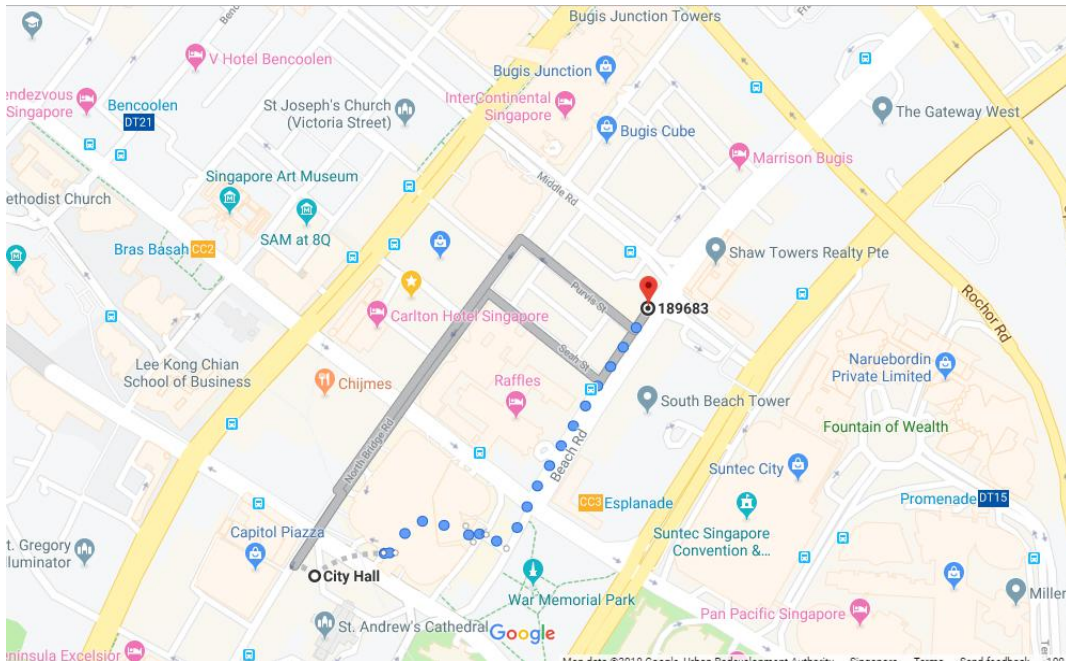 Bugis Junction Towers
V Hotel Bencoolen
Bugis Junction
Bencoolen
DT21
St Joseph's Church
(Victoria Street)
InterContinental
Singapore
The Gateway West
Singapore
Bugis Cube
Marrison Bugis
Middle Rd
Singapore Art Museum
SAM at 8Q
Church
Bras Basah CC2
Shaw Towers Realty Pte
Purvis St
189683
Rochor Rd
Carlton Hotel Singapore
Seah St
Lee Kong Chian
School of Business
Chijmes
Raffles
Naruebordin
Private Limited
South Beach Tower
North Bridge Rd
Beach Rd
Fountain of Wealth
Suntec City
CC3 Esplanade
Promenade DT15
Capitol Piazza
Suntec Singapore
Convention &...
t. Gregory
lluminator
City Hall
War Memorial Park
Miller
Pan Pacific Singapore
St. Andrew's Cathedral
Google
eninsula Excelsior